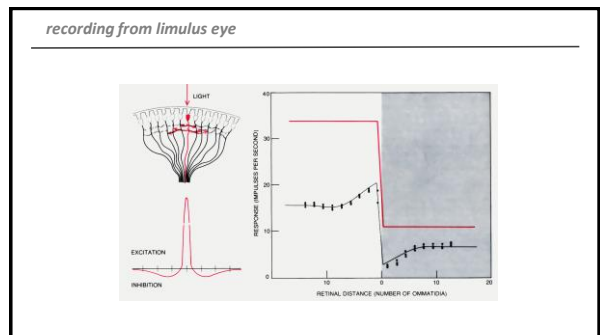 recording from limulus eye
LIGHT
EXCITATION
INHIBITION
RESPONSE (IMPULSES PER SECOND)
40
30
20
10
0
10 0 10 20
RETINAL DISTANCE (NUMBER OF OMMATIDIA)